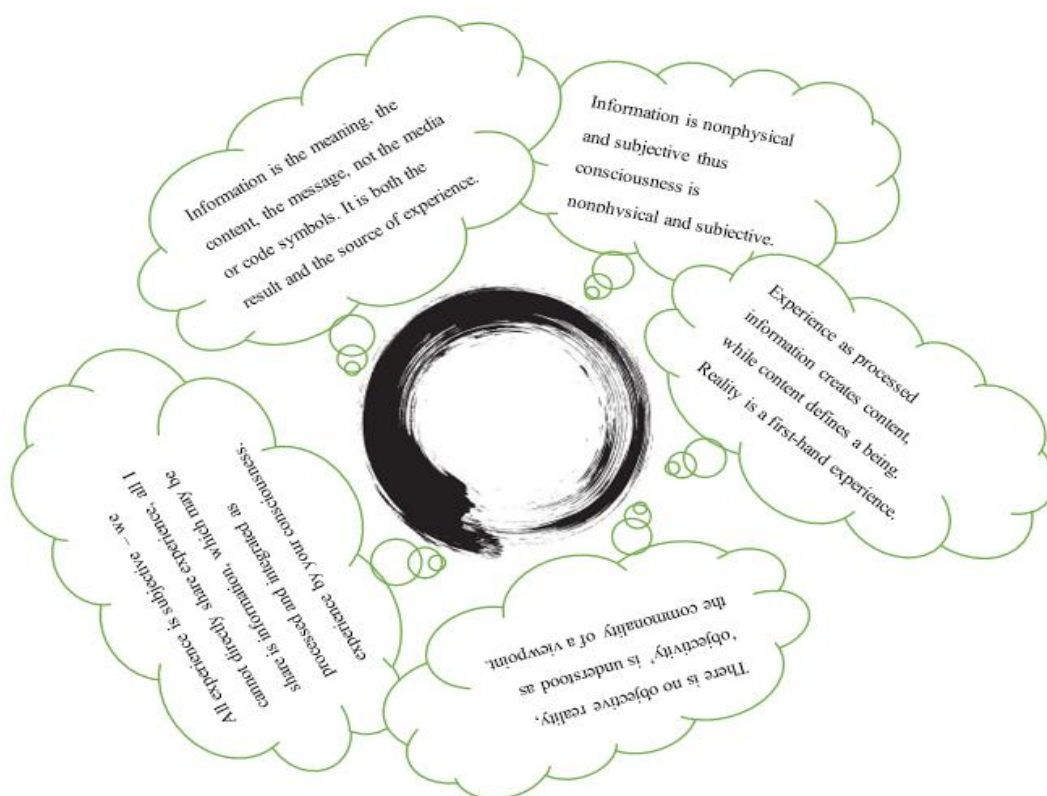 Information is the meaning, the
content, the message, not the media
or code symbols. It is both the
result and the source of experience.
Information is nonphysical
and subjective thus
consciousness is
nonphysical and subjective.
Experience as processed
information creates content,
while content defines a being.
Reality is a first-hand experience.
There is no objective reality,
'objectivity' is understood as
the commonality of a viewpoint.
All experience is subjective – we
cannot directly share experience, all I
share is information, which may be
processed and integrated as
experience by your consciousness.